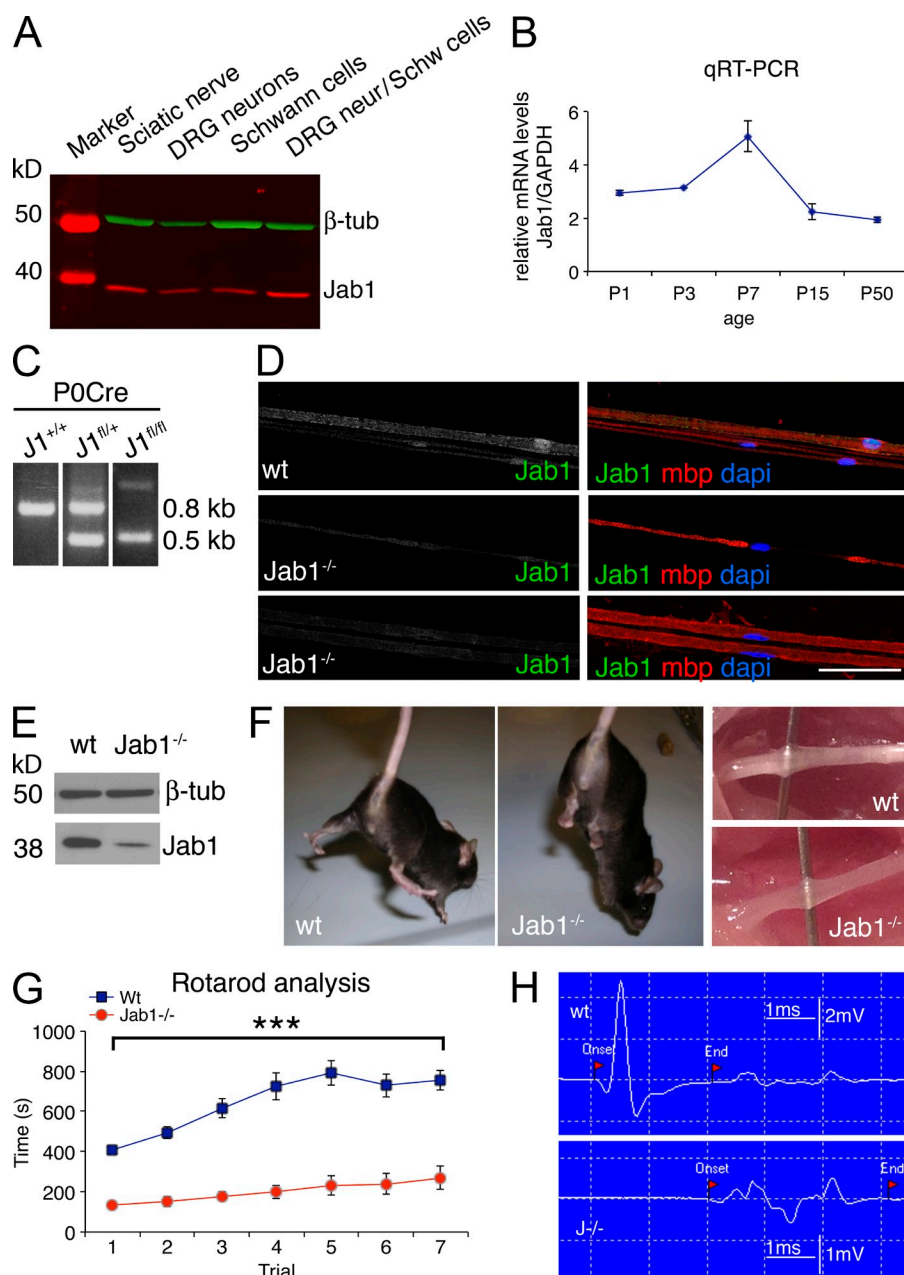 A
Marker
Sciatic nerve
DRG neurons
Schwann cells
DRG neur/Schw cells
kD
50
40
β-tub
Jab1
B
qRT-PCR
relative mRNA levels
Jab1/GAPDH
6
4
2
0
P1 P3 P7 P15 P50
age
C
P0Cre
J1+/+ J1fl/+ J1fl/fl
0.8 kb
0.5 kb
D
wt Jab1
Jab1 mbp dapi
Jab1-/- Jab1
Jab1 mbp dapi
Jab1-/- Jab1
Jab1 mbp dapi
E
wt Jab1-/-
kD
50 β-tub
38 Jab1
F
wt
Jab1-/-
wt
Jab1-/-
G
Rotarod analysis
Wt
Jab1-/-
***
Time (s)
1000
800
600
400
200
0
1 2 3 4 5 6 7
Trial
H
wt
1ms 2mV
Onset End
Onset End
J-/-
1ms 1mV